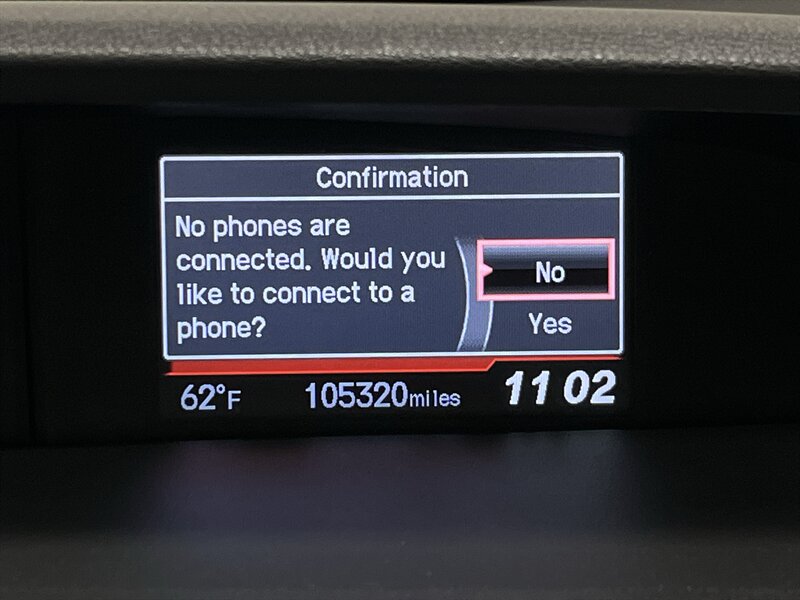 Confirmation
No phones are
connected. Would you
like to connect to a
phone?
No
Yes
62°F 105320miles 11 02